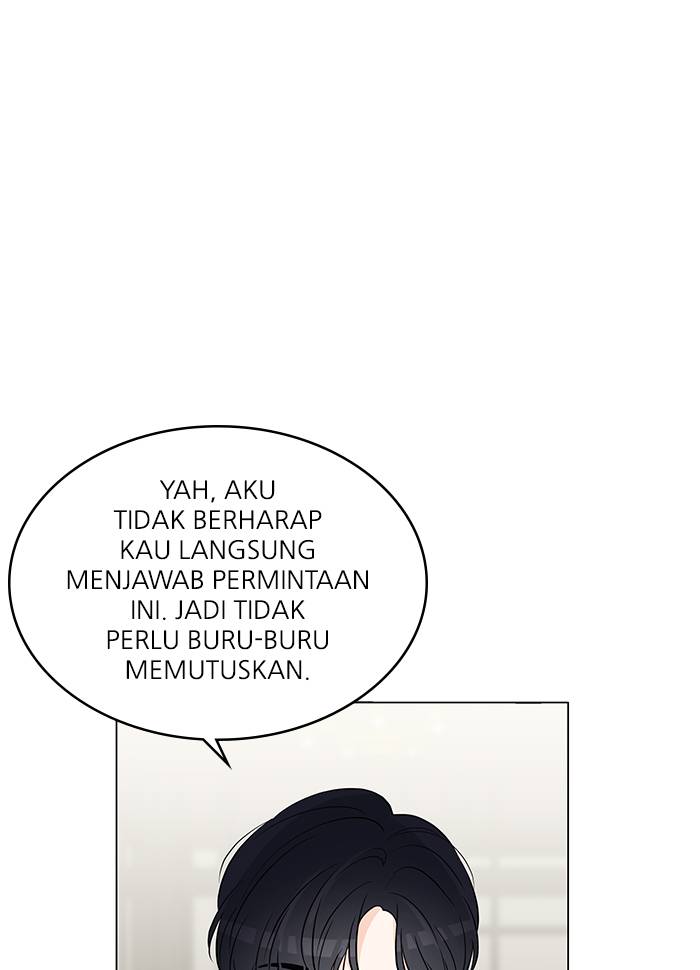 YAH, AKU
TIDAK BERHARAP
KAU LANGSUNG
MENJAWAB PERMINTAAN
INI. JADI TIDAK
PERLU BURU-BURU
MEMUTUSKAN.